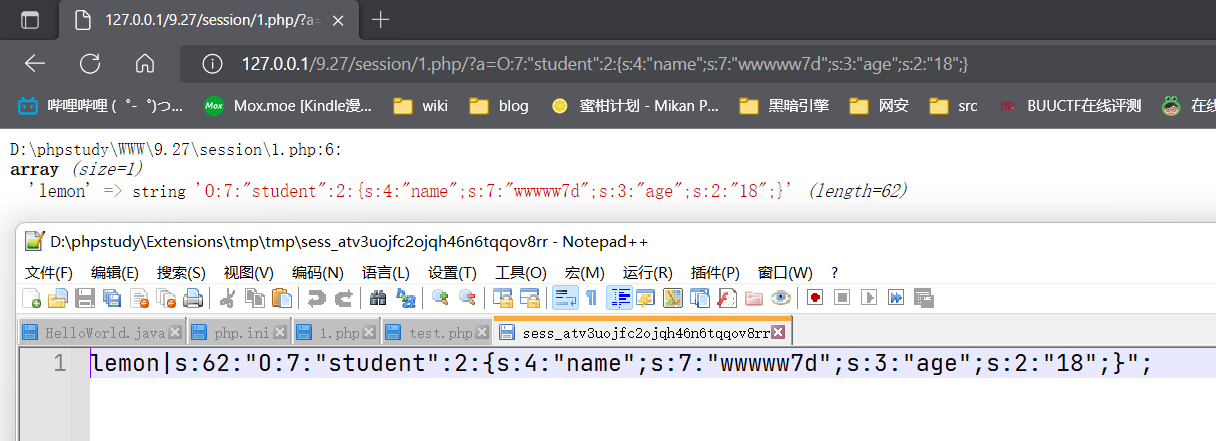 127.0.0.1/9.27/session/1.php/?a=
127.0.0.1/9.27/session/1.php/?a=O:7:"student":2:{s:4:"name";s:7:"wwwww7d";s:3:"age";s:2:"18";}
哔哩哔哩 (゜-゜)つ... Mox.moe [Kindle漫... wiki blog 蜜柑计划 - Mikan P... 黑暗引擎 网安 src BUUCTF在线评测 在线
D:\phpstudy\WWW\9.27\session\1.php:6:
array (size=1)
'lemon' => string 'O:7:"student":2:{s:4:"name";s:7:"wwwww7d";s:3:"age";s:2:"18";}' (length=62)
D:\phpstudy\Extensions\tmp\tmp\sess_atv3uojfc2ojqh46n6tqqov8rr - Notepad++
文件(F) 编辑(E) 搜索(S) 视图(V) 编码(N) 语言(L) 设置(T) 工具(O) 宏(M) 运行(R) 插件(P) 窗口(W) ?
HelloWorld.java php.ini 1.php test.php sess_atv3uojfc2ojqh46n6tqqov8rr
1 lemon|s:62:"O:7:"student":2:{s:4:"name";s:7:"wwwww7d";s:3:"age";s:2:"18";}";